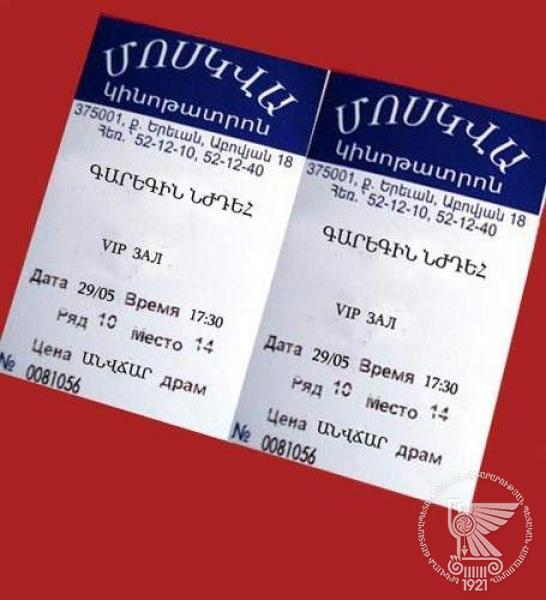 ՄՈՍԿՎԱ
կինոթատրոն
375001, ք. Երեւան, Աբովյան 18
Հեռ.՝ 52-12-10, 52-12-40
ԳԱՐԵԳԻՆ ՆԺԴԵՀ
VIP ЗАЛ
Дата 29/05 Время 17:30
Ряд 10 Место 14
Цена ԱՆՎՃԱՐ драм
№ 0081056
ՄՈՍԿՎԱ
կինոթատրոն
375001, ք. Երեւան, Աբովյան 18
Հեռ.՝ 52-12-10, 52-12-40
ԳԱՐԵԳԻՆ ՆԺԴԵՀ
VIP ЗАЛ
Дата 29/05 Время 17:30
Ряд 10 Место 14
Цена ԱՆՎՃԱՐ драм
№ 0081056
1921